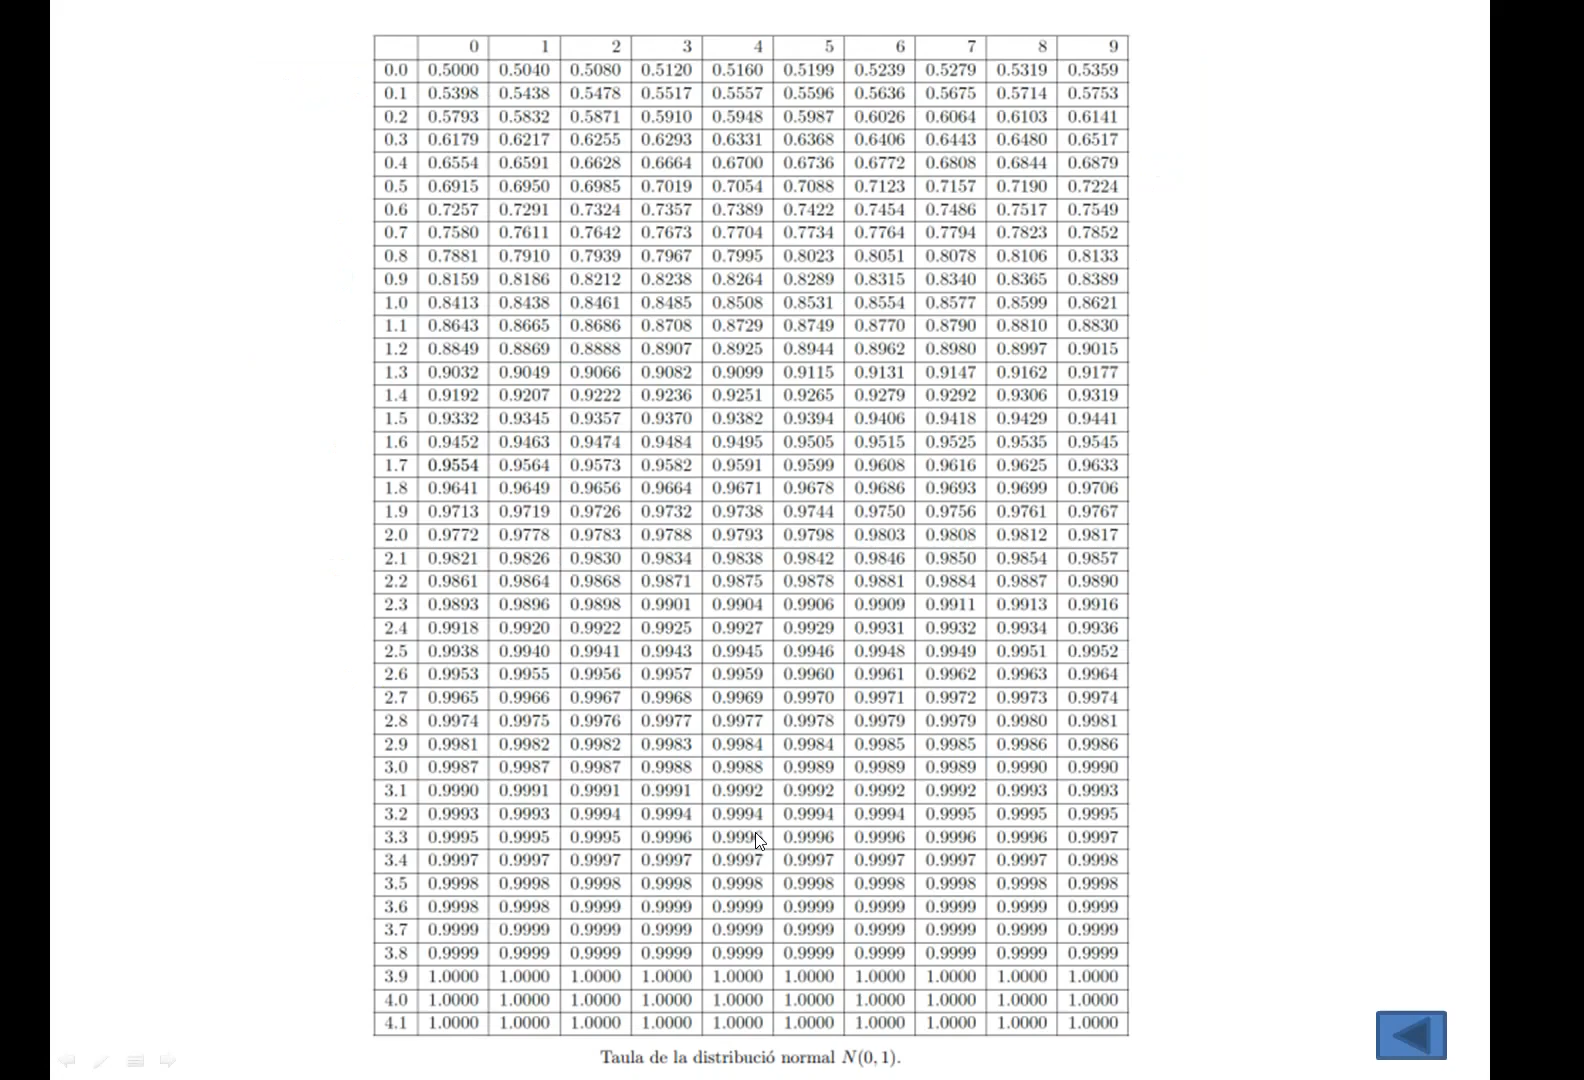 0 1 2 3 4 5 6 7 8 9
0.0 0.5000 0.5040 0.5080 0.5120 0.5160 0.5199 0.5239 0.5279 0.5319 0.5359
0.1 0.5398 0.5438 0.5478 0.5517 0.5557 0.5596 0.5636 0.5675 0.5714 0.5753
0.2 0.5793 0.5832 0.5871 0.5910 0.5948 0.5987 0.6026 0.6064 0.6103 0.6141
0.3 0.6179 0.6217 0.6255 0.6293 0.6331 0.6368 0.6406 0.6443 0.6480 0.6517
0.4 0.6554 0.6591 0.6628 0.6664 0.6700 0.6736 0.6772 0.6808 0.6844 0.6879
0.5 0.6915 0.6950 0.6985 0.7019 0.7054 0.7088 0.7123 0.7157 0.7190 0.7224
0.6 0.7257 0.7291 0.7324 0.7357 0.7389 0.7422 0.7454 0.7486 0.7517 0.7549
0.7 0.7580 0.7611 0.7642 0.7673 0.7704 0.7734 0.7764 0.7794 0.7823 0.7852
0.8 0.7881 0.7910 0.7939 0.7967 0.7995 0.8023 0.8051 0.8078 0.8106 0.8133
0.9 0.8159 0.8186 0.8212 0.8238 0.8264 0.8289 0.8315 0.8340 0.8365 0.8389
1.0 0.8413 0.8438 0.8461 0.8485 0.8508 0.8531 0.8554 0.8577 0.8599 0.8621
1.1 0.8643 0.8665 0.8686 0.8708 0.8729 0.8749 0.8770 0.8790 0.8810 0.8830
1.2 0.8849 0.8869 0.8888 0.8907 0.8925 0.8944 0.8962 0.8980 0.8997 0.9015
1.3 0.9032 0.9049 0.9066 0.9082 0.9099 0.9115 0.9131 0.9147 0.9162 0.9177
1.4 0.9192 0.9207 0.9222 0.9236 0.9251 0.9265 0.9279 0.9292 0.9306 0.9319
1.5 0.9332 0.9345 0.9357 0.9370 0.9382 0.9394 0.9406 0.9418 0.9429 0.9441
1.6 0.9452 0.9463 0.9474 0.9484 0.9495 0.9505 0.9515 0.9525 0.9535 0.9545
1.7 0.9554 0.9564 0.9573 0.9582 0.9591 0.9599 0.9608 0.9616 0.9625 0.9633
1.8 0.9641 0.9649 0.9656 0.9664 0.9671 0.9678 0.9686 0.9693 0.9699 0.9706
1.9 0.9713 0.9719 0.9726 0.9732 0.9738 0.9744 0.9750 0.9756 0.9761 0.9767
2.0 0.9772 0.9778 0.9783 0.9788 0.9793 0.9798 0.9803 0.9808 0.9812 0.9817
2.1 0.9821 0.9826 0.9830 0.9834 0.9838 0.9842 0.9846 0.9850 0.9854 0.9857
2.2 0.9861 0.9864 0.9868 0.9871 0.9875 0.9878 0.9881 0.9884 0.9887 0.9890
2.3 0.9893 0.9896 0.9898 0.9901 0.9904 0.9906 0.9909 0.9911 0.9913 0.9916
2.4 0.9918 0.9920 0.9922 0.9925 0.9927 0.9929 0.9931 0.9932 0.9934 0.9936
2.5 0.9938 0.9940 0.9941 0.9943 0.9945 0.9946 0.9948 0.9949 0.9951 0.9952
2.6 0.9953 0.9955 0.9956 0.9957 0.9959 0.9960 0.9961 0.9962 0.9963 0.9964
2.7 0.9965 0.9966 0.9967 0.9968 0.9969 0.9970 0.9971 0.9972 0.9973 0.9974
2.8 0.9974 0.9975 0.9976 0.9977 0.9977 0.9978 0.9979 0.9979 0.9980 0.9981
2.9 0.9981 0.9982 0.9982 0.9983 0.9984 0.9984 0.9985 0.9985 0.9986 0.9986
3.0 0.9987 0.9987 0.9987 0.9988 0.9988 0.9989 0.9989 0.9989 0.9990 0.9990
3.1 0.9990 0.9991 0.9991 0.9991 0.9992 0.9992 0.9992 0.9992 0.9993 0.9993
3.2 0.9993 0.9993 0.9994 0.9994 0.9994 0.9994 0.9994 0.9995 0.9995 0.9995
3.3 0.9995 0.9995 0.9995 0.9996 0.9996 0.9996 0.9996 0.9996 0.9996 0.9997
3.4 0.9997 0.9997 0.9997 0.9997 0.9997 0.9997 0.9997 0.9997 0.9997 0.9998
3.5 0.9998 0.9998 0.9998 0.9998 0.9998 0.9998 0.9998 0.9998 0.9998 0.9998
3.6 0.9998 0.9998 0.9999 0.9999 0.9999 0.9999 0.9999 0.9999 0.9999 0.9999
3.7 0.9999 0.9999 0.9999 0.9999 0.9999 0.9999 0.9999 0.9999 0.9999 0.9999
3.8 0.9999 0.9999 0.9999 0.9999 0.9999 0.9999 0.9999 0.9999 0.9999 0.9999
3.9 1.0000 1.0000 1.0000 1.0000 1.0000 1.0000 1.0000 1.0000 1.0000 1.0000
4.0 1.0000 1.0000 1.0000 1.0000 1.0000 1.0000 1.0000 1.0000 1.0000 1.0000
4.1 1.0000 1.0000 1.0000 1.0000 1.0000 1.0000 1.0000 1.0000 1.0000 1.0000
Taula de la distribució normal N(0, 1).